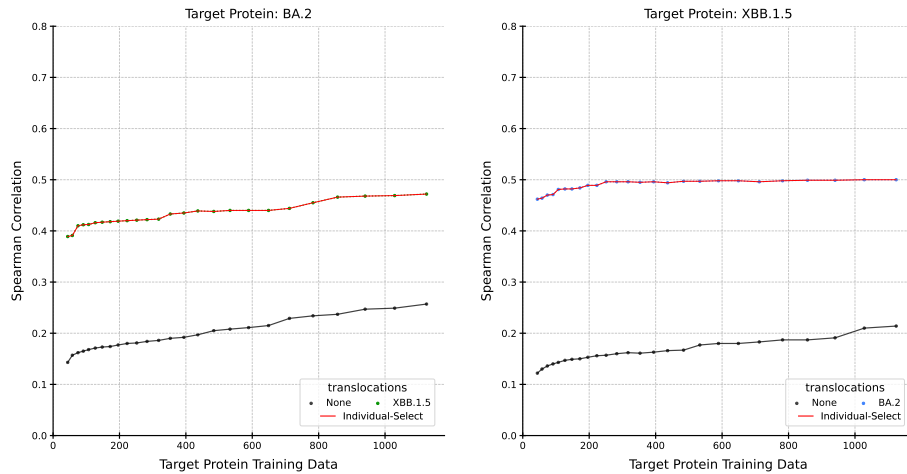 Target Protein: BA.2
Spearman Correlation
0.8
0.7
0.6
0.5
0.4
0.3
0.2
0.1
0.0
0 200 400 600 800 1000
Target Protein Training Data
translocations
None XBB.1.5
Individual-Select
Target Protein: XBB.1.5
Spearman Correlation
0.8
0.7
0.6
0.5
0.4
0.3
0.2
0.1
0.0
0 200 400 600 800 1000
Target Protein Training Data
translocations
None BA.2
Individual-Select